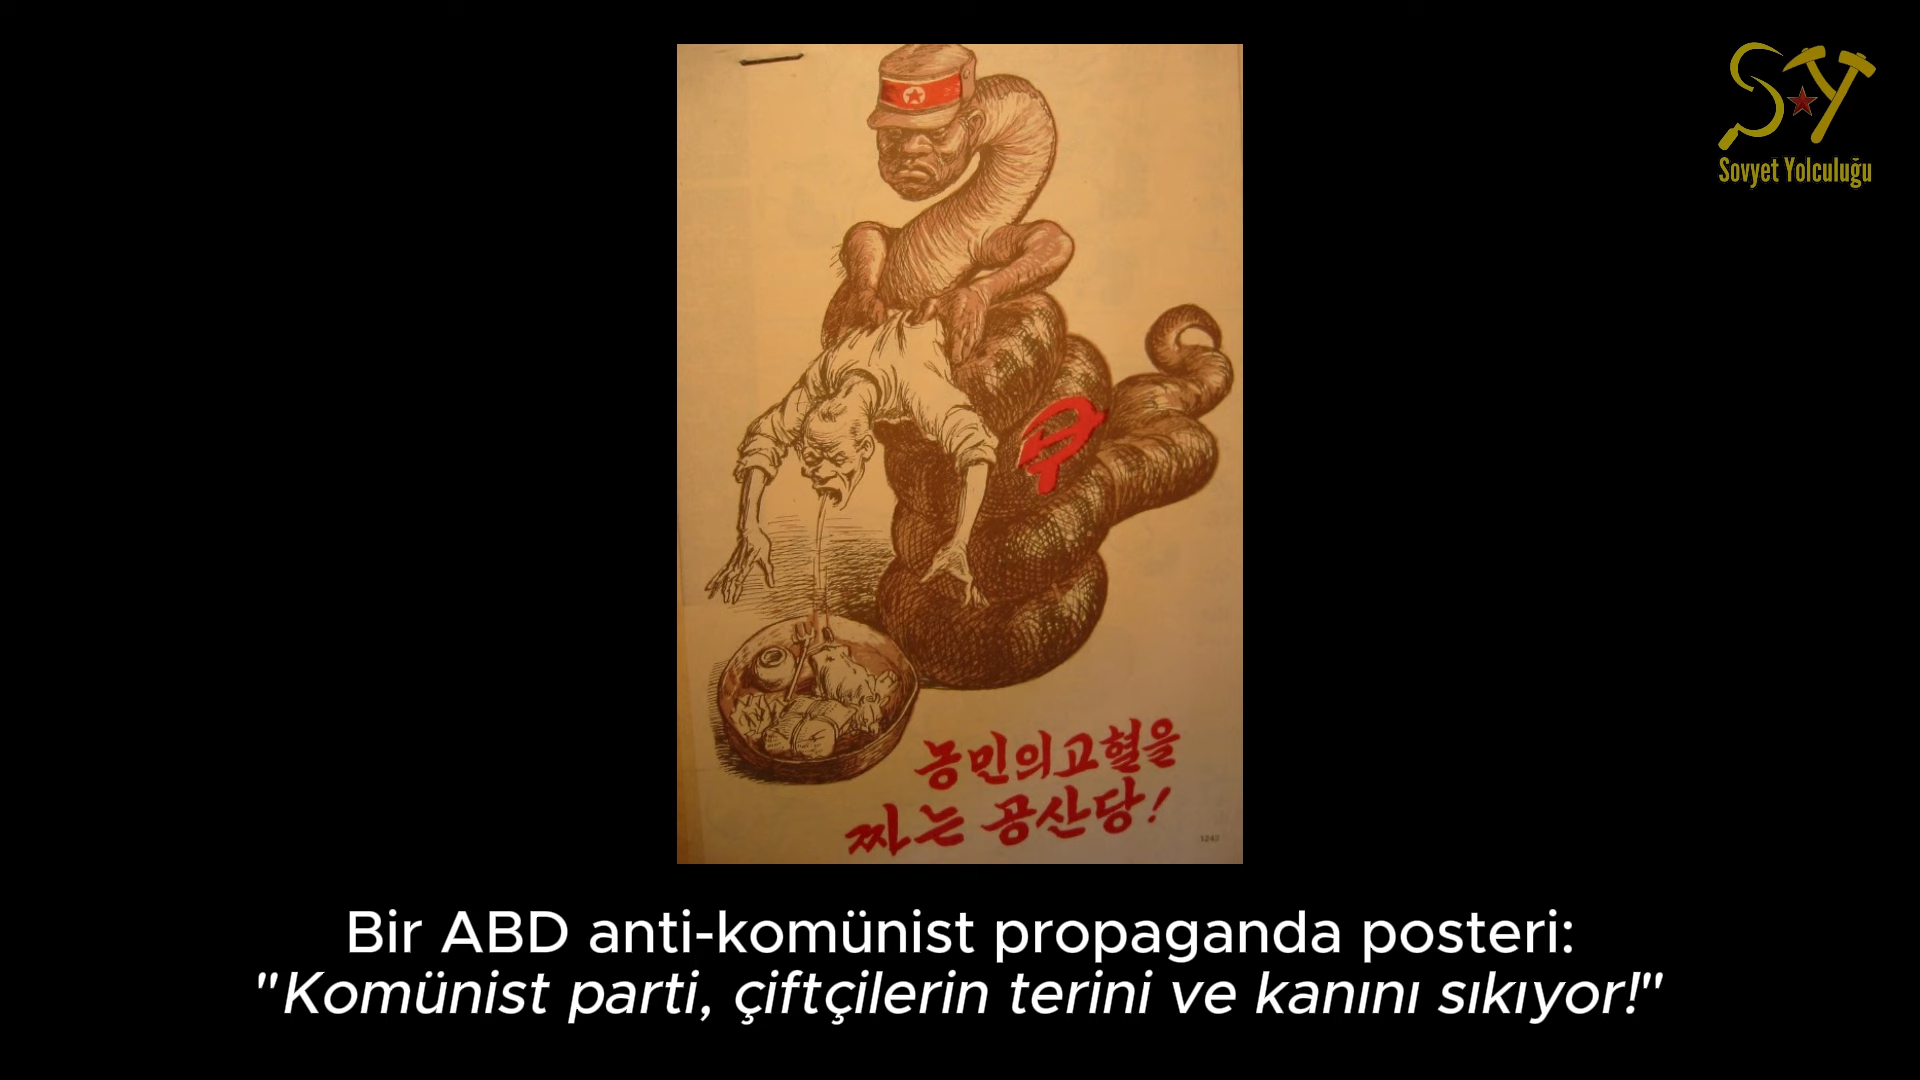 SY
Sovyet Yolculuğu
농민의 고혈을
짜는 공산당!
Bir ABD anti-komünist propaganda posteri:
"Komünist parti, çiftçilerin terini ve kanını sıkıyor!"